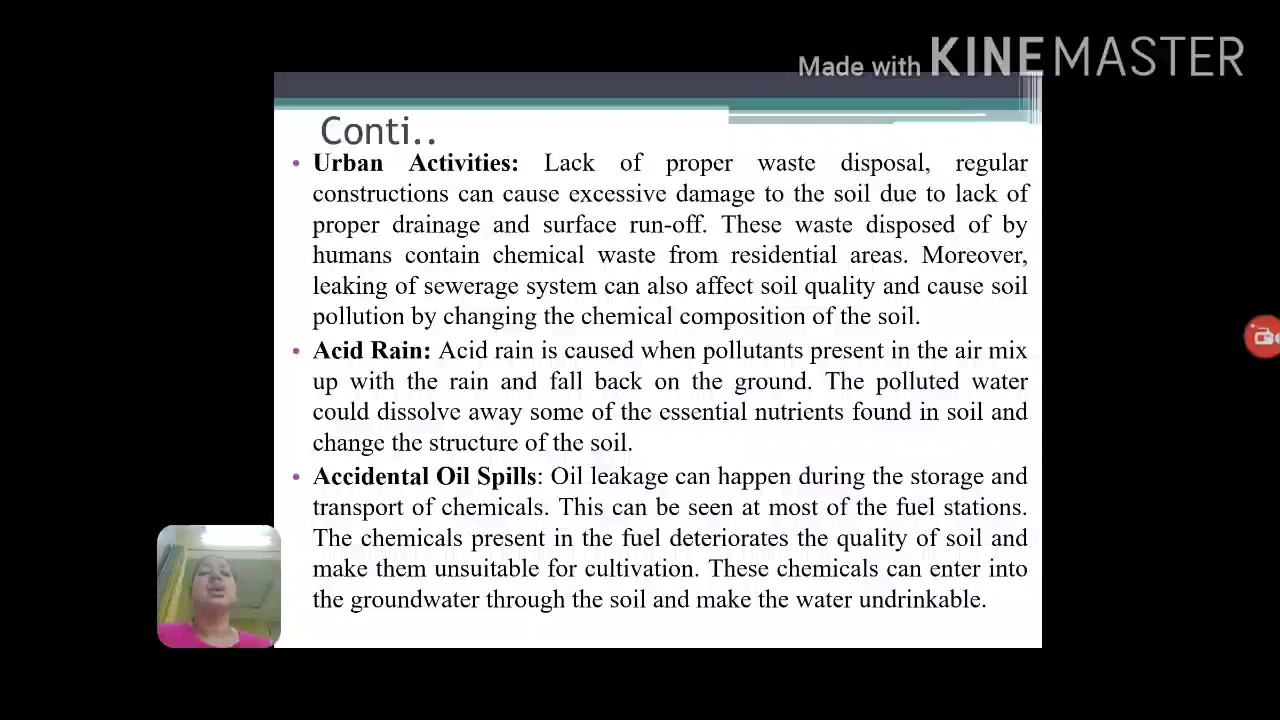 Made with KINEMASTER
Conti..
• Urban Activities: Lack of proper waste disposal, regular
constructions can cause excessive damage to the soil due to lack of
proper drainage and surface run-off. These waste disposed of by
humans contain chemical waste from residential areas. Moreover,
leaking of sewerage system can also affect soil quality and cause soil
pollution by changing the chemical composition of the soil.
• Acid Rain: Acid rain is caused when pollutants present in the air mix
up with the rain and fall back on the ground. The polluted water
could dissolve away some of the essential nutrients found in soil and
change the structure of the soil.
• Accidental Oil Spills: Oil leakage can happen during the storage and
transport of chemicals. This can be seen at most of the fuel stations.
The chemicals present in the fuel deteriorates the quality of soil and
make them unsuitable for cultivation. These chemicals can enter into
the groundwater through the soil and make the water undrinkable.